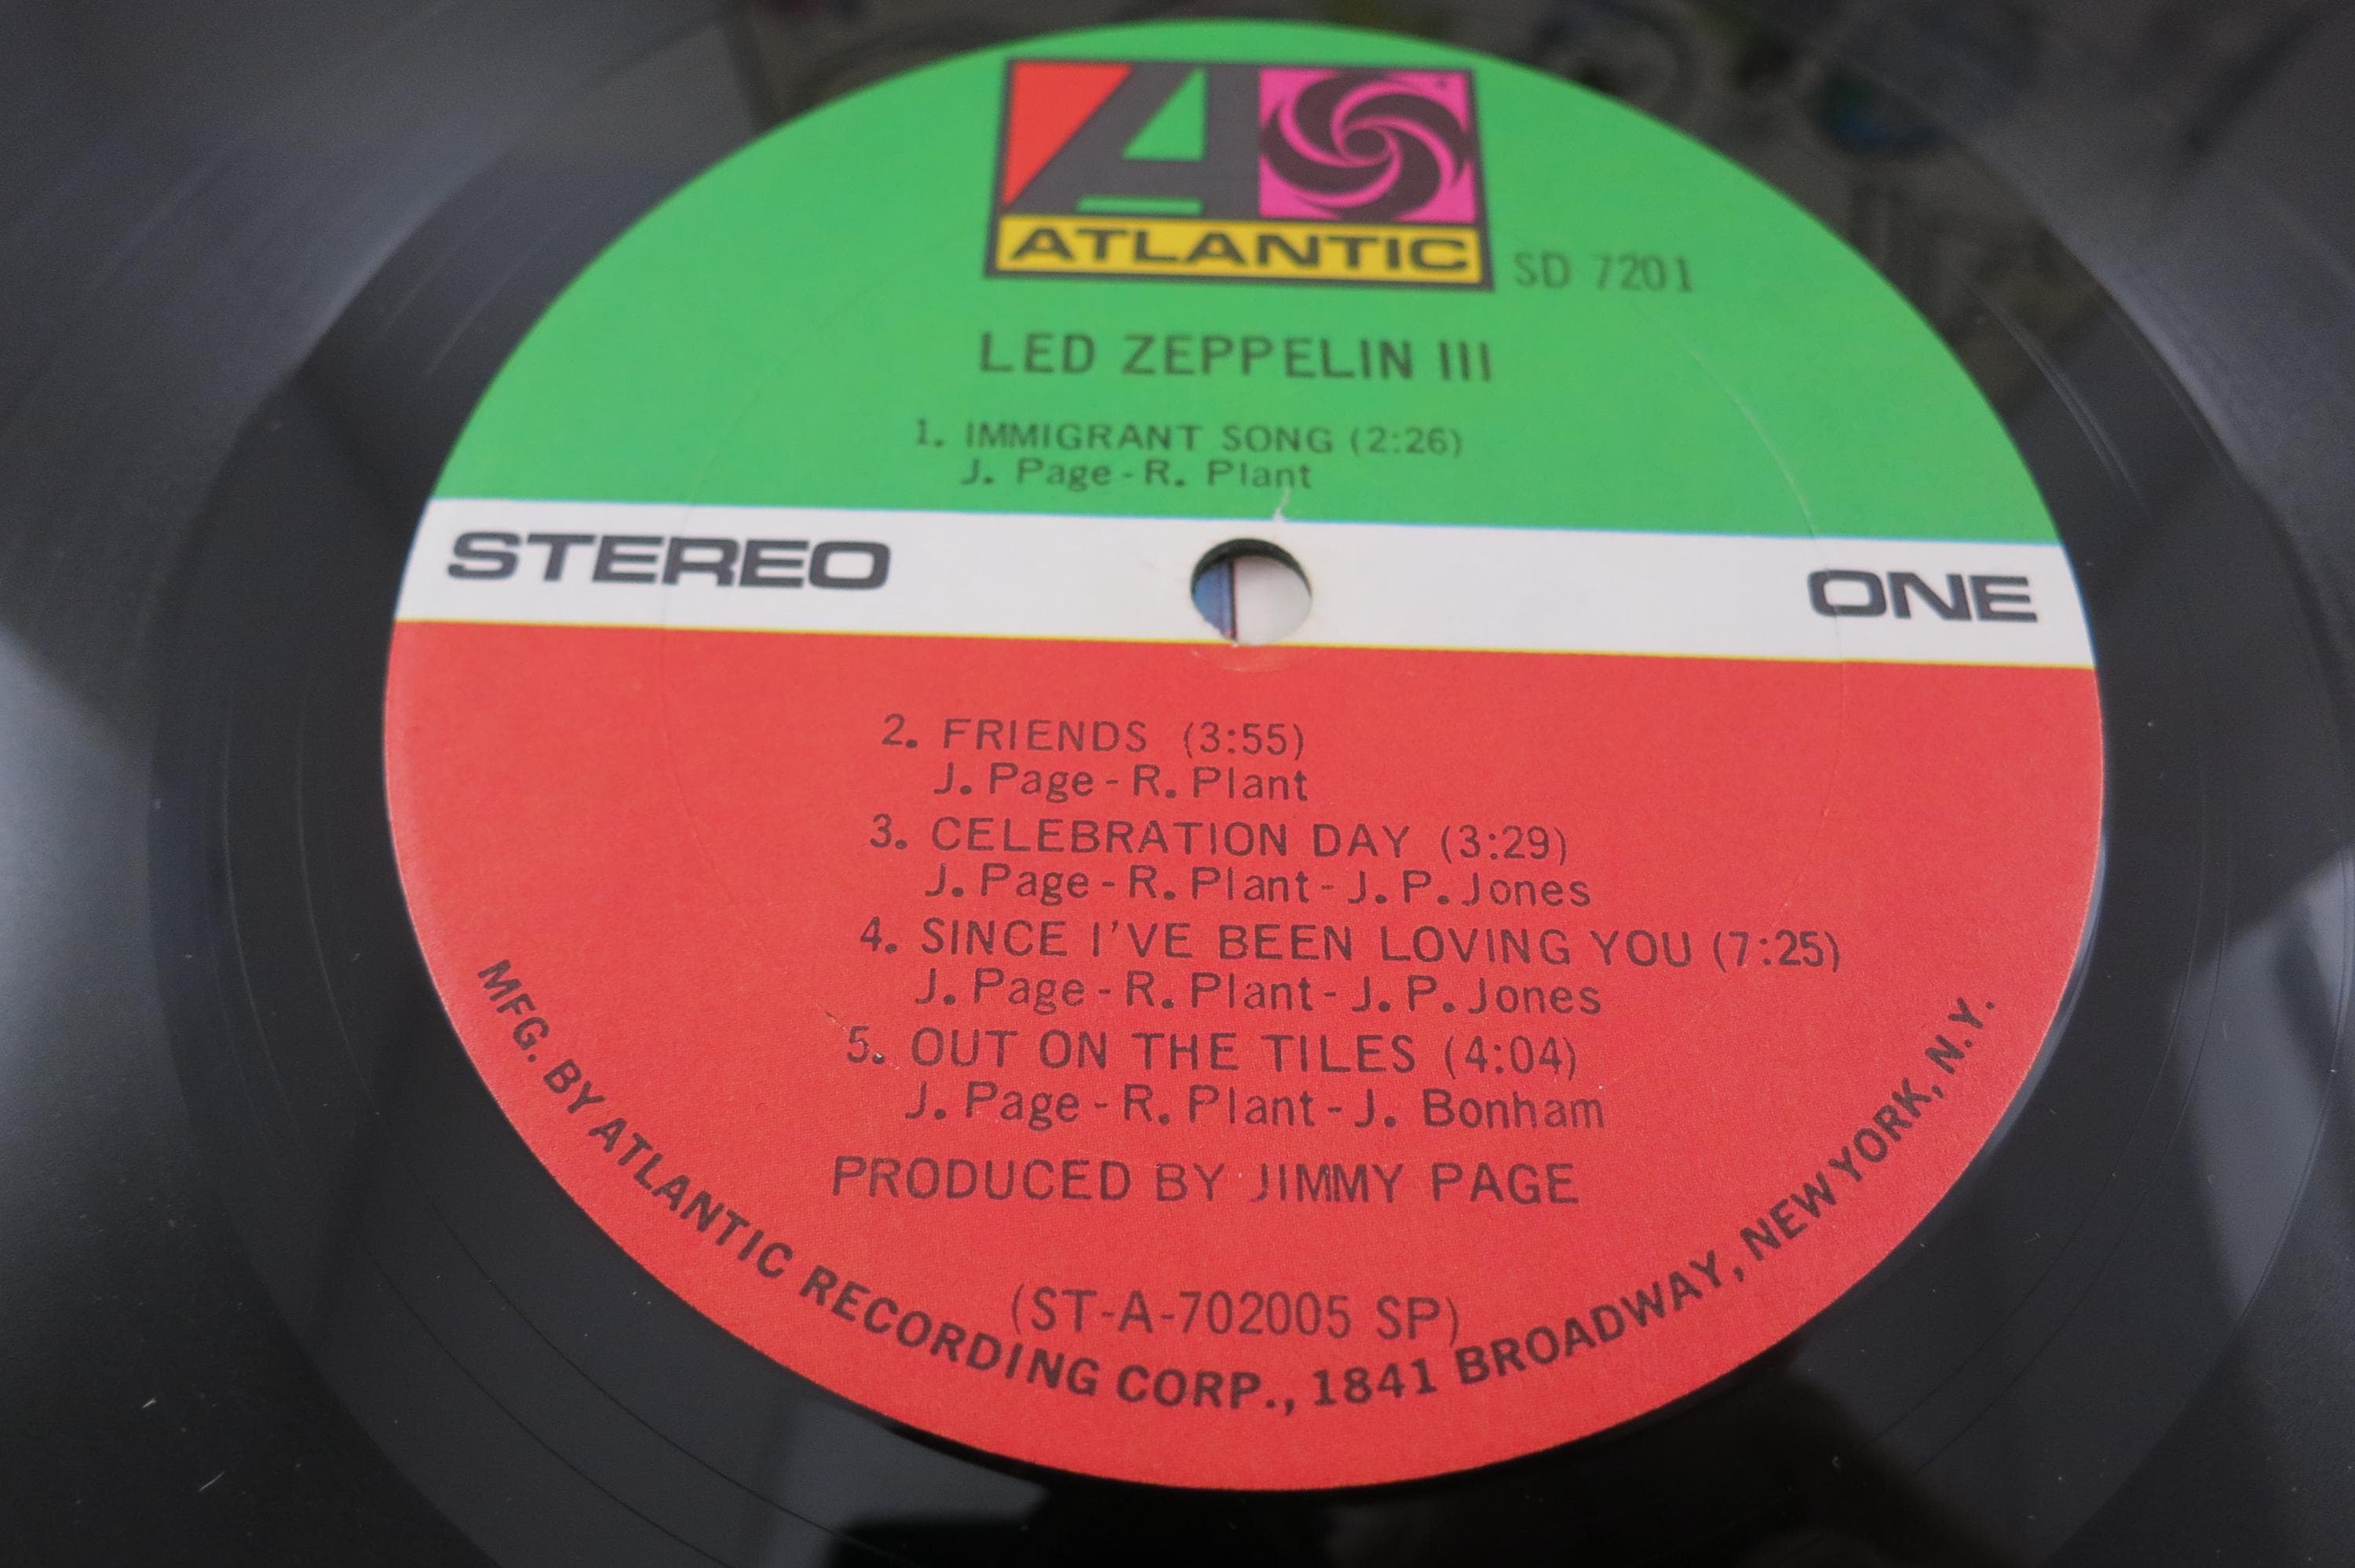 A
ATLANTIC
SD 7201
LED ZEPPELIN III
1. IMMIGRANT SONG (2:26)
J. Page - R. Plant
STEREO
ONE
2. FRIENDS (3:55)
J. Page - R. Plant
3. CELEBRATION DAY (3:29)
J. Page - R. Plant - J. P. Jones
4. SINCE I'VE BEEN LOVING YOU (7:25)
J. Page - R. Plant - J. P. Jones
5. OUT ON THE TILES (4:04)
J. Page - R. Plant - J. Bonham
PRODUCED BY JIMMY PAGE
(ST-A-702005 SP)
MFG. BY ATLANTIC RECORDING CORP., 1841 BROADWAY, NEW YORK, N.Y.